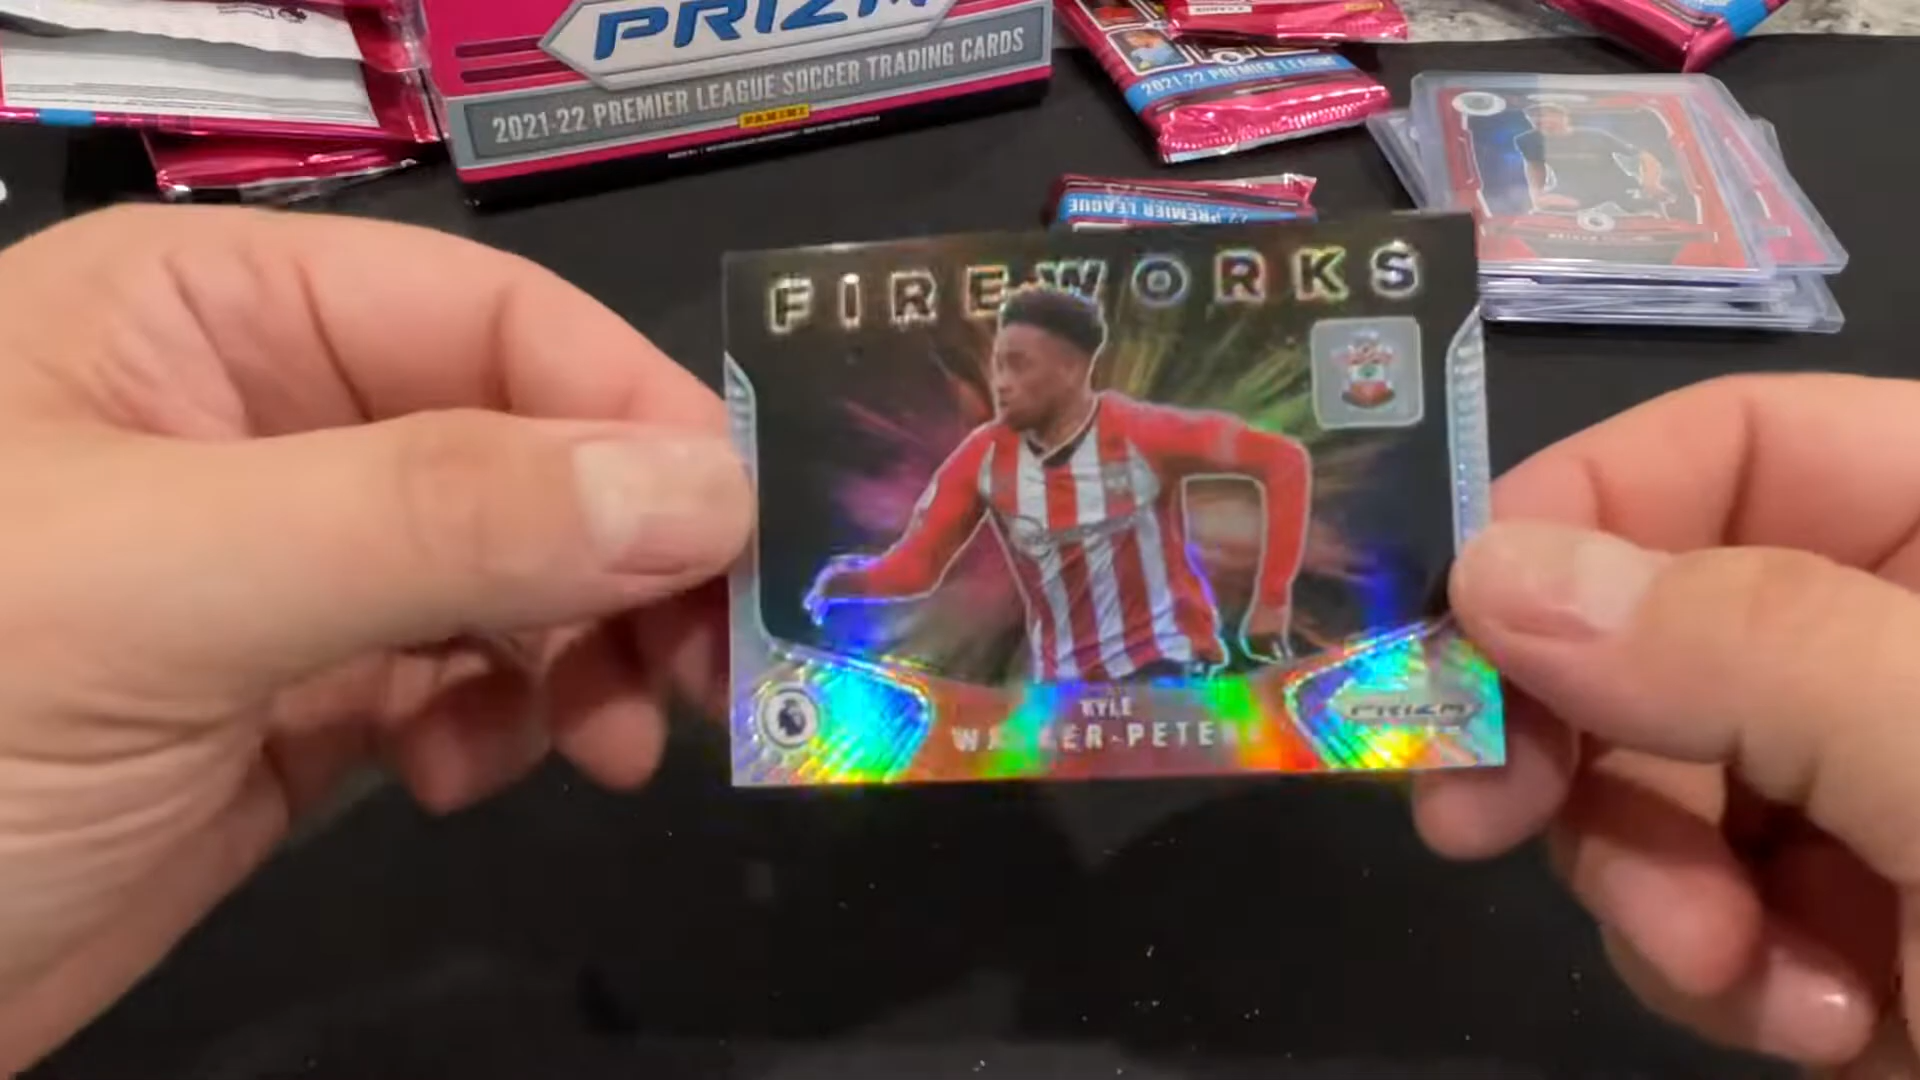 PRIZM
2021-22 PREMIER LEAGUE SOCCER TRADING CARDS
PANINI
2021-22 PREMIER LEAGUE
22 PREMIER LEAGUE
FIREWORKS
KYLE
WALKER-PETERS
PRIZM